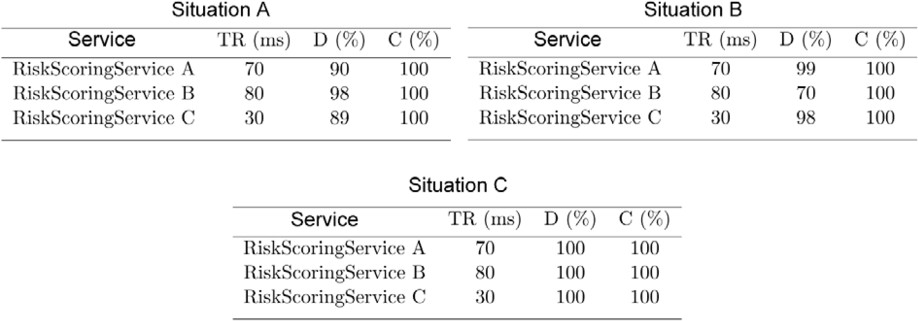 Situation A
Service TR (ms) D (%) C (%)
RiskScoringService A 70 90 100
RiskScoringService B 80 98 100
RiskScoringService C 30 89 100
Situation B
Service TR (ms) D (%) C (%)
RiskScoringService A 70 99 100
RiskScoringService B 80 70 100
RiskScoringService C 30 98 100
Situation C
Service TR (ms) D (%) C (%)
RiskScoringService A 70 100 100
RiskScoringService B 80 100 100
RiskScoringService C 30 100 100